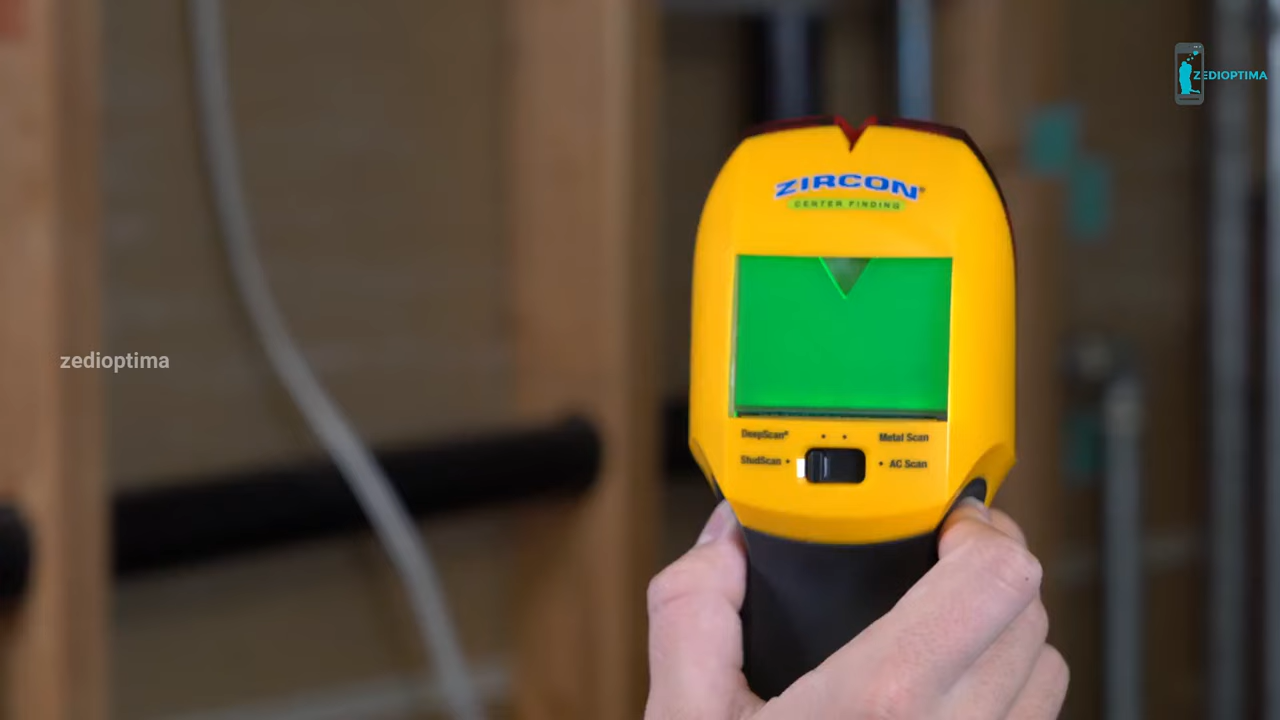 ZEDIOPTIMA
ZIRCON®
CENTER FINDING
zedioptima
DeepScan®
Metal Scan
StudScan
AC Scan